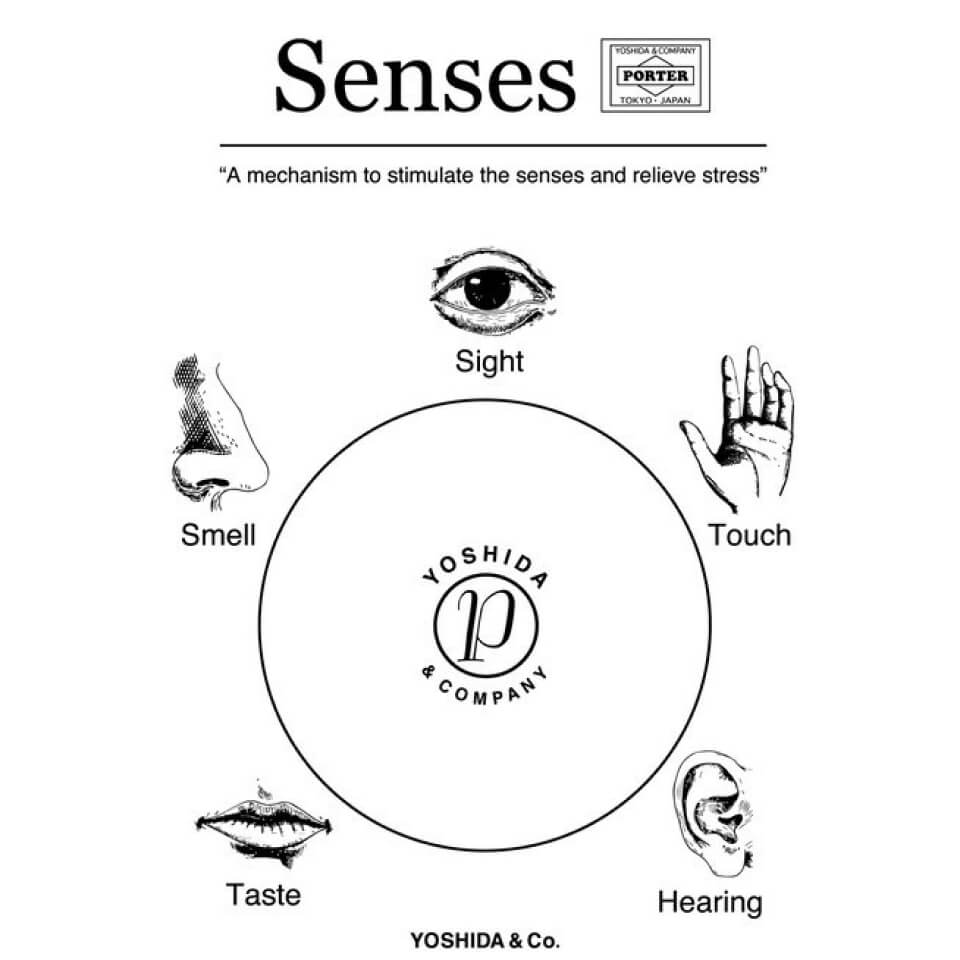 Senses
YOSHIDA & COMPANY
PORTER
TOKYO・JAPAN
“A mechanism to stimulate the senses and relieve stress”
Sight
Smell
Touch
YOSHIDA
p
& COMPANY
Taste
Hearing
YOSHIDA & Co.